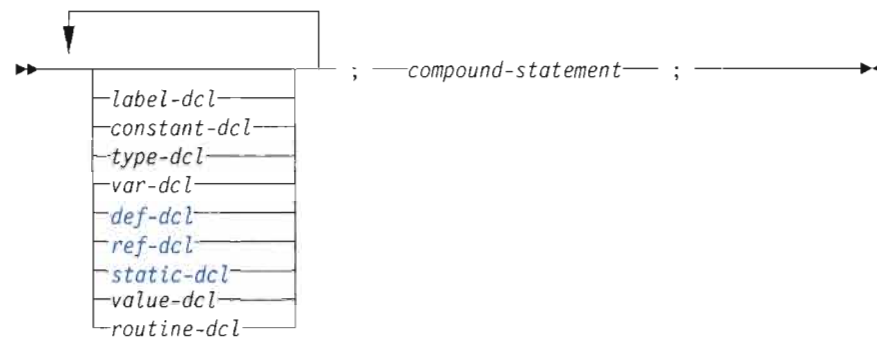 ; compound-statement ;
label-dcl
constant-dcl
type-dcl
var-dcl
def-dcl
ref-dcl
static-dcl
value-dcl
routine-dcl